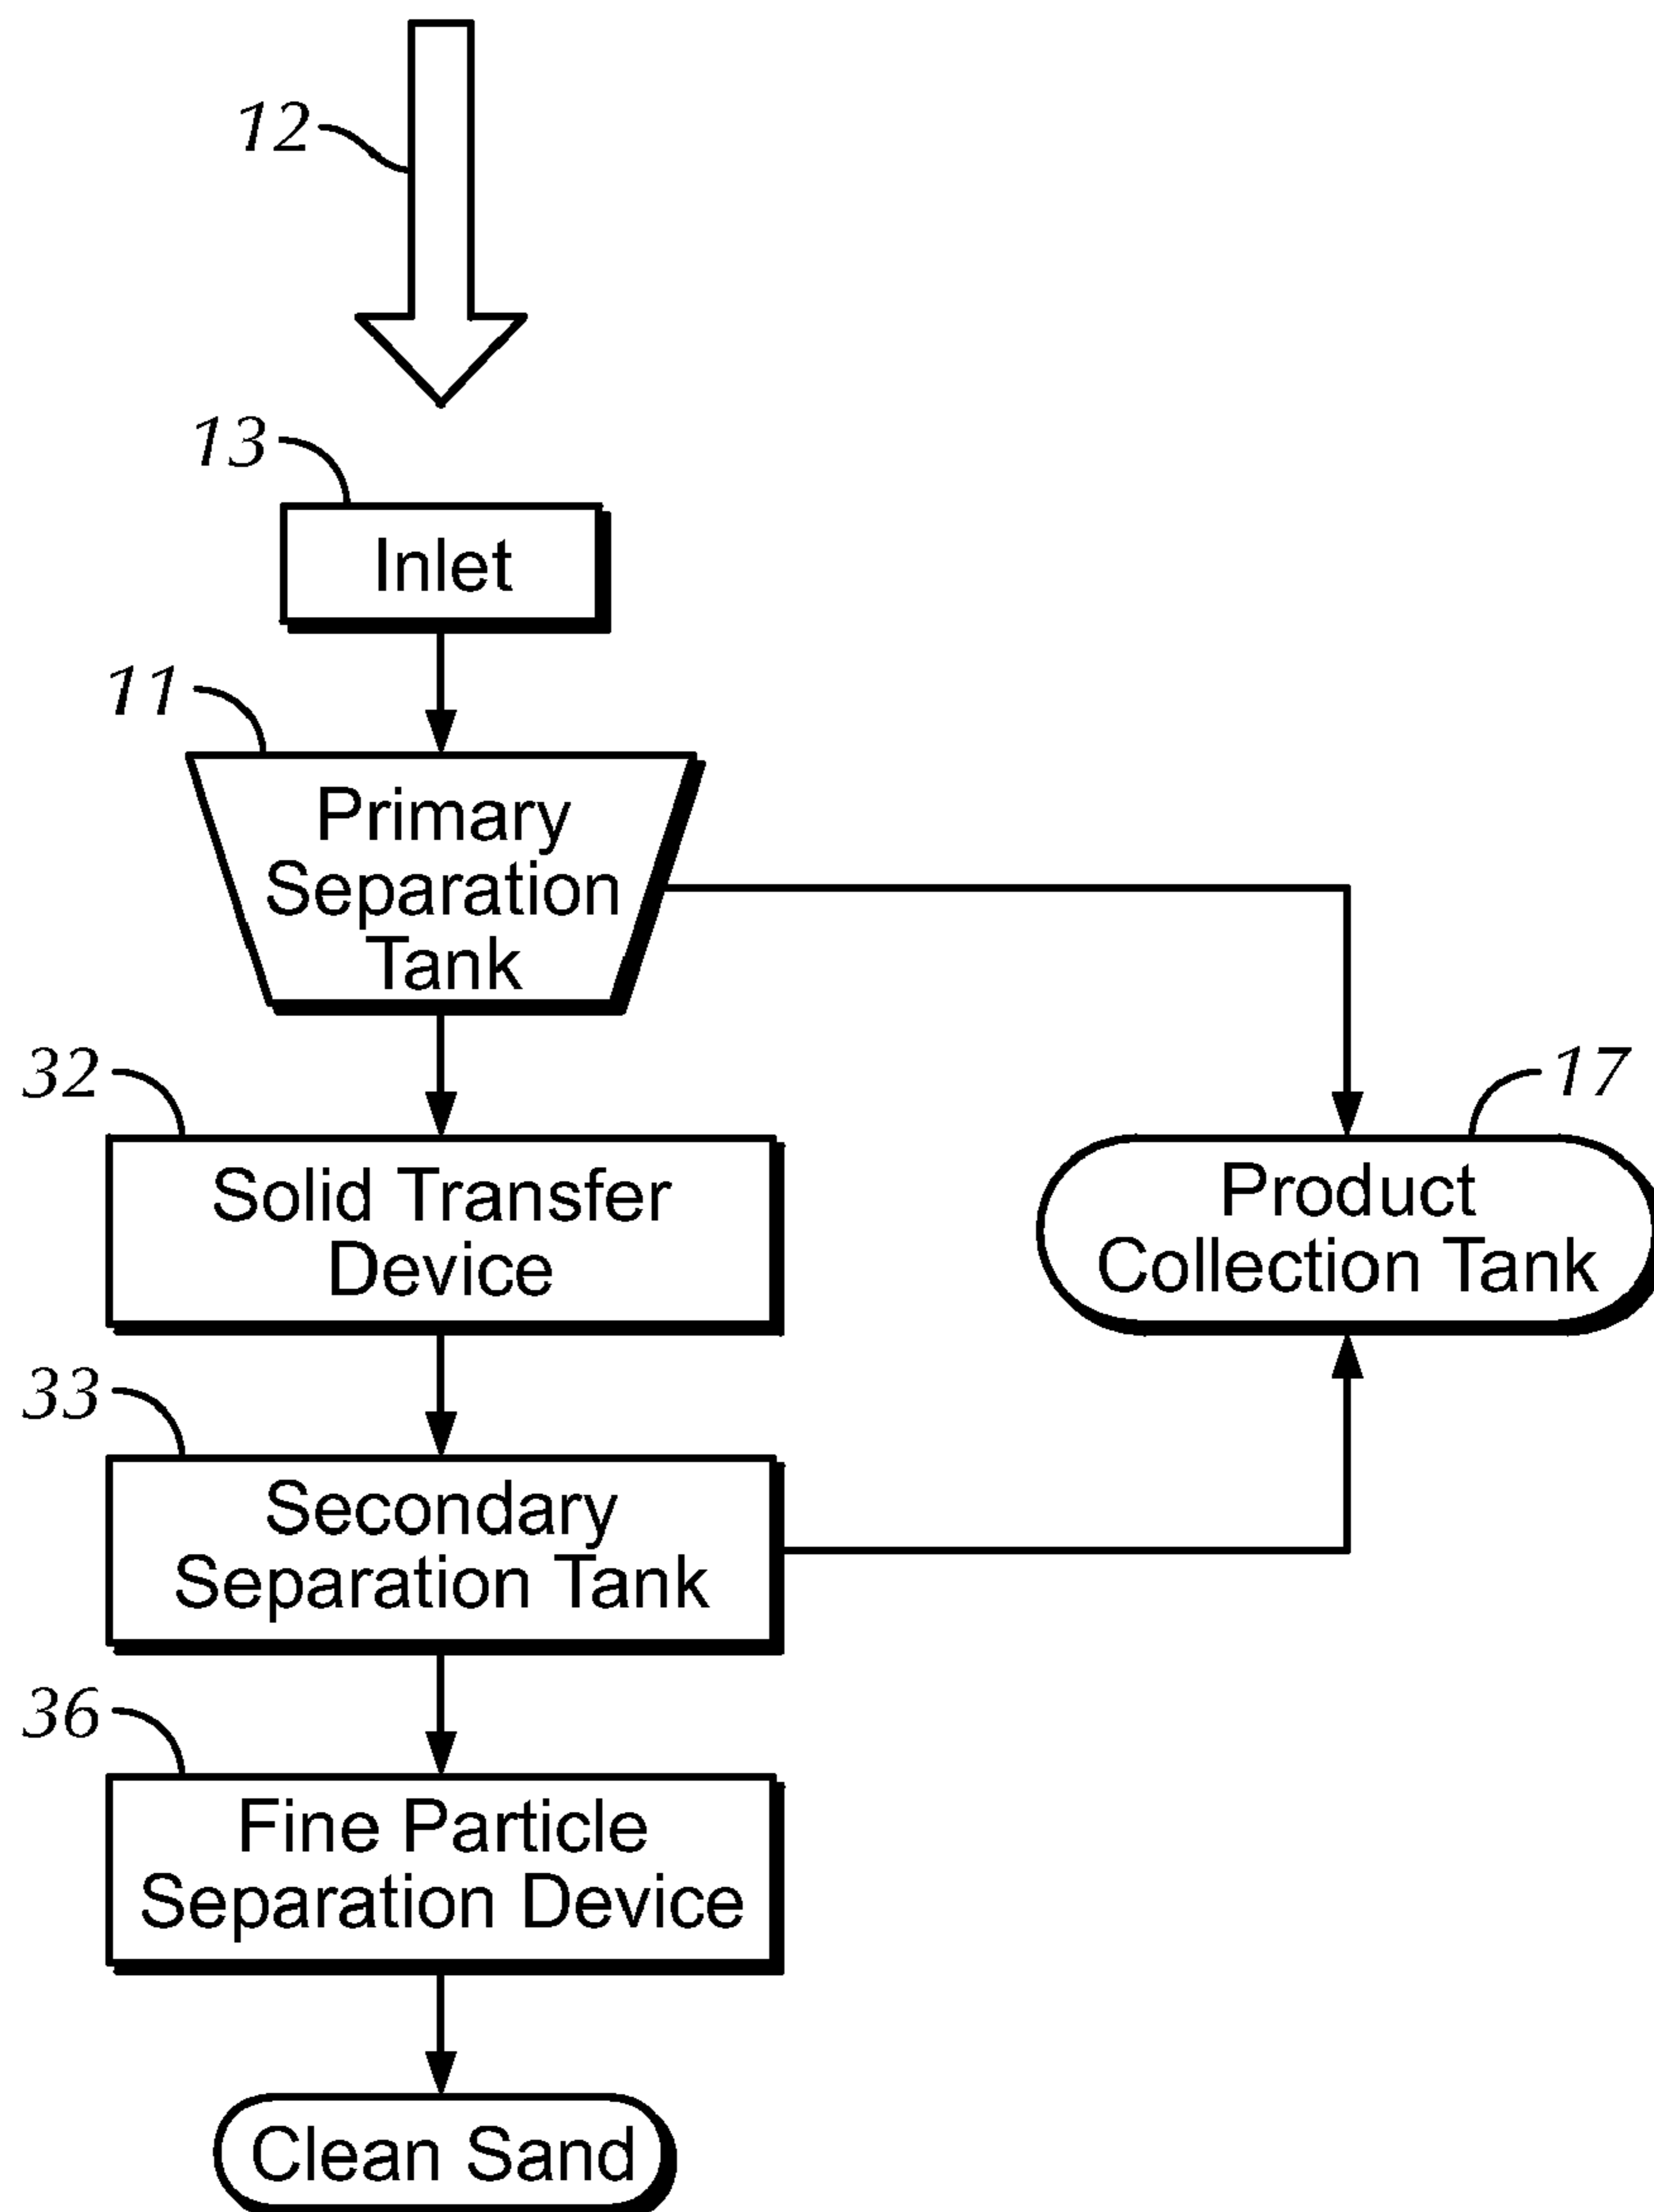 12
13
Inlet
11
Primary
Separation
Tank
32
Solid Transfer
Device
17
Product
Collection Tank
33
Secondary
Separation Tank
36
Fine Particle
Separation Device
Clean Sand